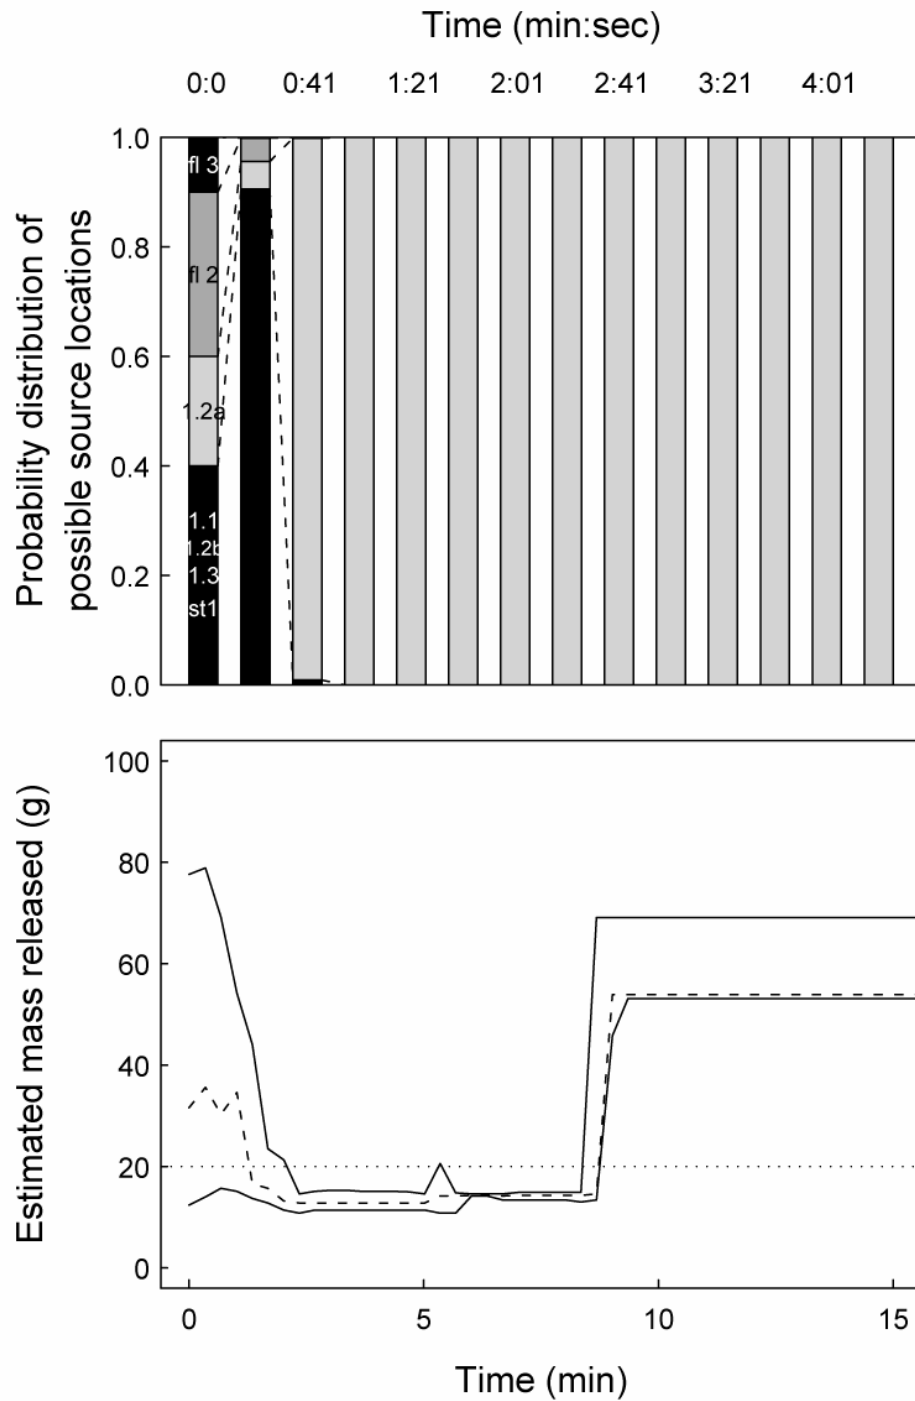 Time (min:sec)
0:0 0:41 1:21 2:01 2:41 3:21 4:01
Probability distribution of
possible source locations
1.0
0.8
0.6
0.4
0.2
0.0
fl 3
fl 2
1.2a
1.1
1.2b
1.3
st1
Estimated mass released (g)
100
80
60
40
20
0
0 5 10 15
Time (min)